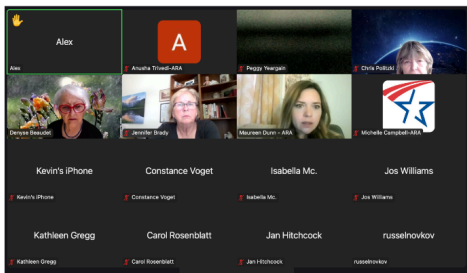 Alex
Alex
A
Anusha Trivedi-ARA
Peggy Yeargain
Chris Politzki
Denyse Beaudet
Jennifer Brady
Maureen Dunn - ARA
Michelle Campbell-ARA
Kevin's iPhone
Constance Voget
Isabella Mc.
Jos Williams
Kevin's iPhone
Constance Voget
Isabella Mc.
Jos Williams
Kathleen Gregg
Carol Rosenblatt
Jan Hitchcock
russelnovkov
Kathleen Gregg
Carol Rosenblatt
Jan Hitchcock
russelnovkov